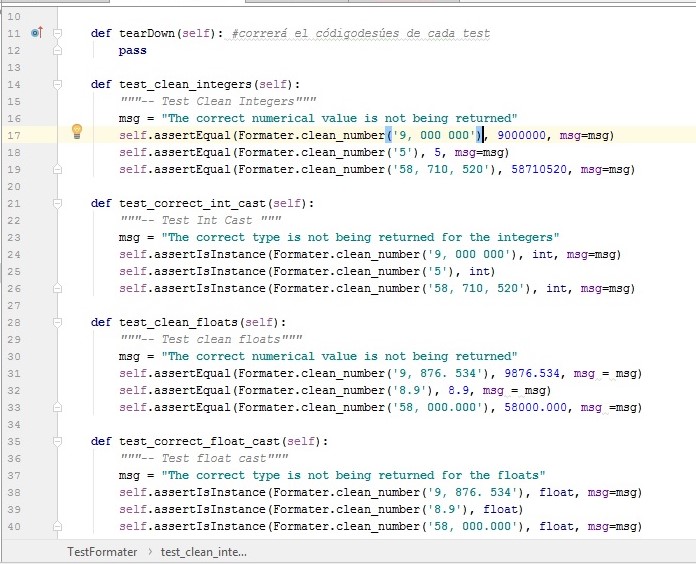 10
11 def tearDown(self): #correrá el códigodesúes de cada test
12 pass
13
14 def test_clean_integers(self):
15 """-- Test Clean Integers"""
16 msg = "The correct numerical value is not being returned"
17 self.assertEqual(Formater.clean_number('9, 000 000'), 9000000, msg=msg)
18 self.assertEqual(Formater.clean_number('5'), 5, msg=msg)
19 self.assertEqual(Formater.clean_number('58, 710, 520'), 58710520, msg=msg)
20
21 def test_correct_int_cast(self):
22 """-- Test Int Cast """
23 msg = "The correct type is not being returned for the integers"
24 self.assertIsInstance(Formater.clean_number('9, 000 000'), int, msg=msg)
25 self.assertIsInstance(Formater.clean_number('5'), int)
26 self.assertIsInstance(Formater.clean_number('58, 710, 520'), int, msg=msg)
27
28 def test_clean_floats(self):
29 """-- Test clean floats"""
30 msg = "The correct numerical value is not being returned"
31 self.assertEqual(Formater.clean_number('9, 876. 534'), 9876.534, msg = msg)
32 self.assertEqual(Formater.clean_number('8.9'), 8.9, msg = msg)
33 self.assertEqual(Formater.clean_number('58, 000.000'), 58000.000, msg =msg)
34
35 def test_correct_float_cast(self):
36 """-- Test float cast"""
37 msg = "The correct type is not being returned for the floats"
38 self.assertIsInstance(Formater.clean_number('9, 876. 534'), float, msg=msg)
39 self.assertIsInstance(Formater.clean_number('8.9'), float)
40 self.assertIsInstance(Formater.clean_number('58, 000.000'), float, msg=msg)
TestFormater › test_clean_inte...